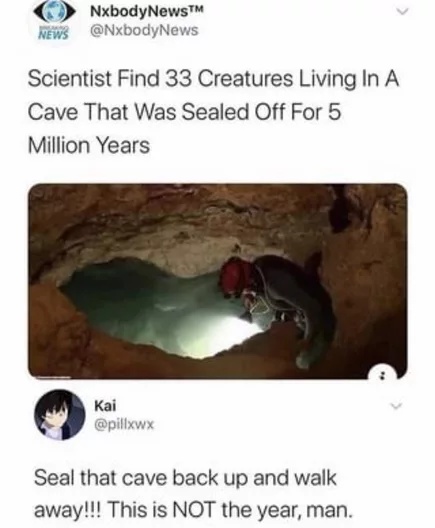 NxbodyNews™
BREAKING
NEWS
@NxbodyNews
Scientist Find 33 Creatures Living In A
Cave That Was Sealed Off For 5
Million Years
i
Kai
@pillxwx
Seal that cave back up and walk
away!!! This is NOT the year, man.